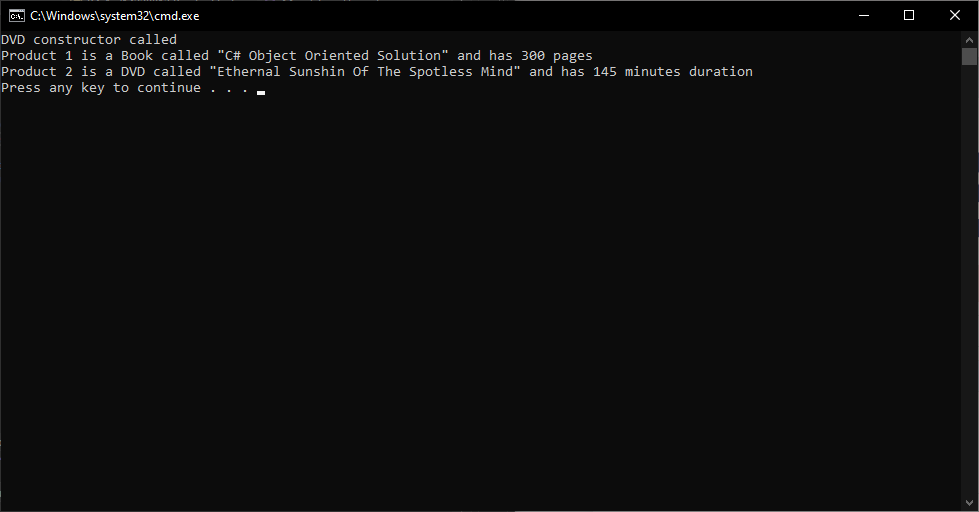 C:\Windows\system32\cmd.exe
DVD constructor called
Product 1 is a Book called "C# Object Oriented Solution" and has 300 pages
Product 2 is a DVD called "Ethernal Sunshin Of The Spotless Mind" and has 145 minutes duration
Press any key to continue . . .